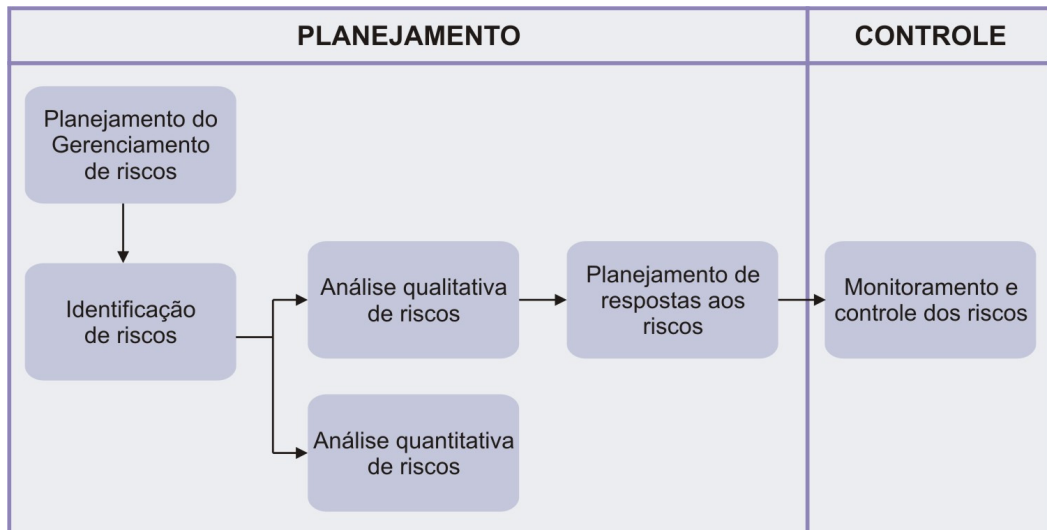 PLANEJAMENTO
CONTROLE
Planejamento do
Gerenciamento
de riscos
Identificação
de riscos
Análise qualitativa
de riscos
Planejamento de
respostas aos
riscos
Monitoramento e
controle dos riscos
Análise quantitativa
de riscos